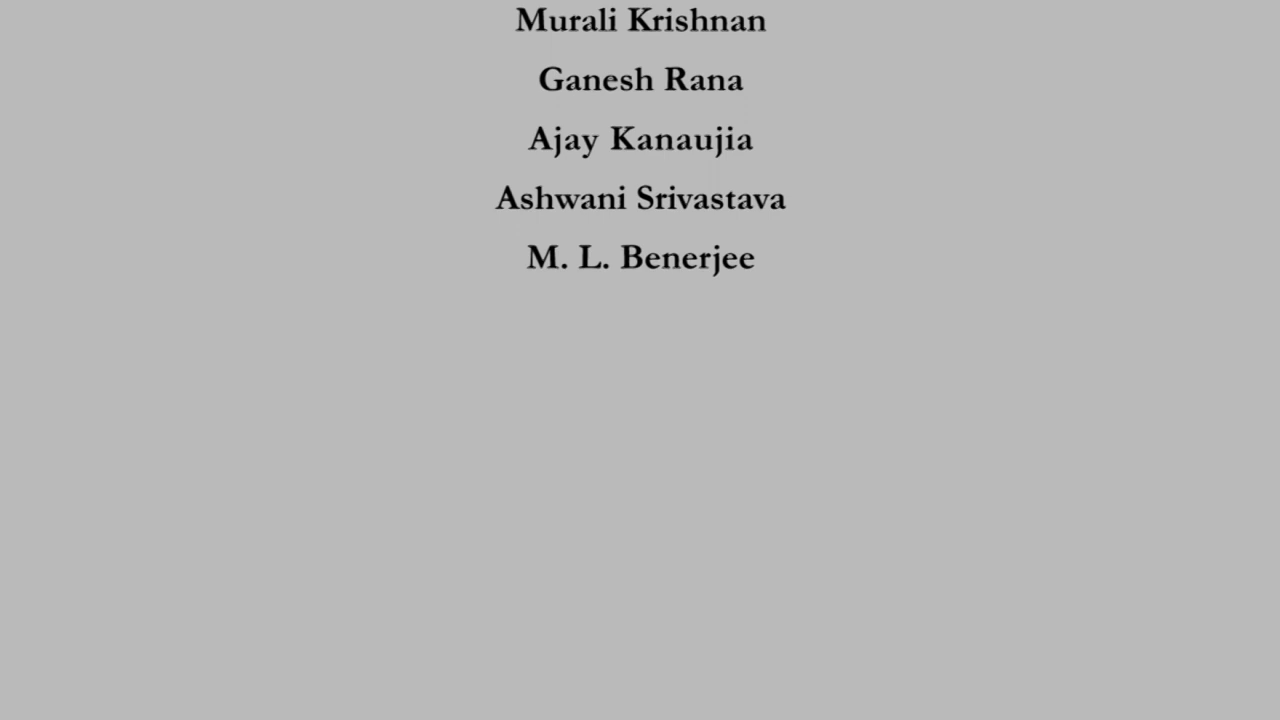 Murali Krishnan
Ganesh Rana
Ajay Kanaujia
Ashwani Srivastava
M. L. Benerjee